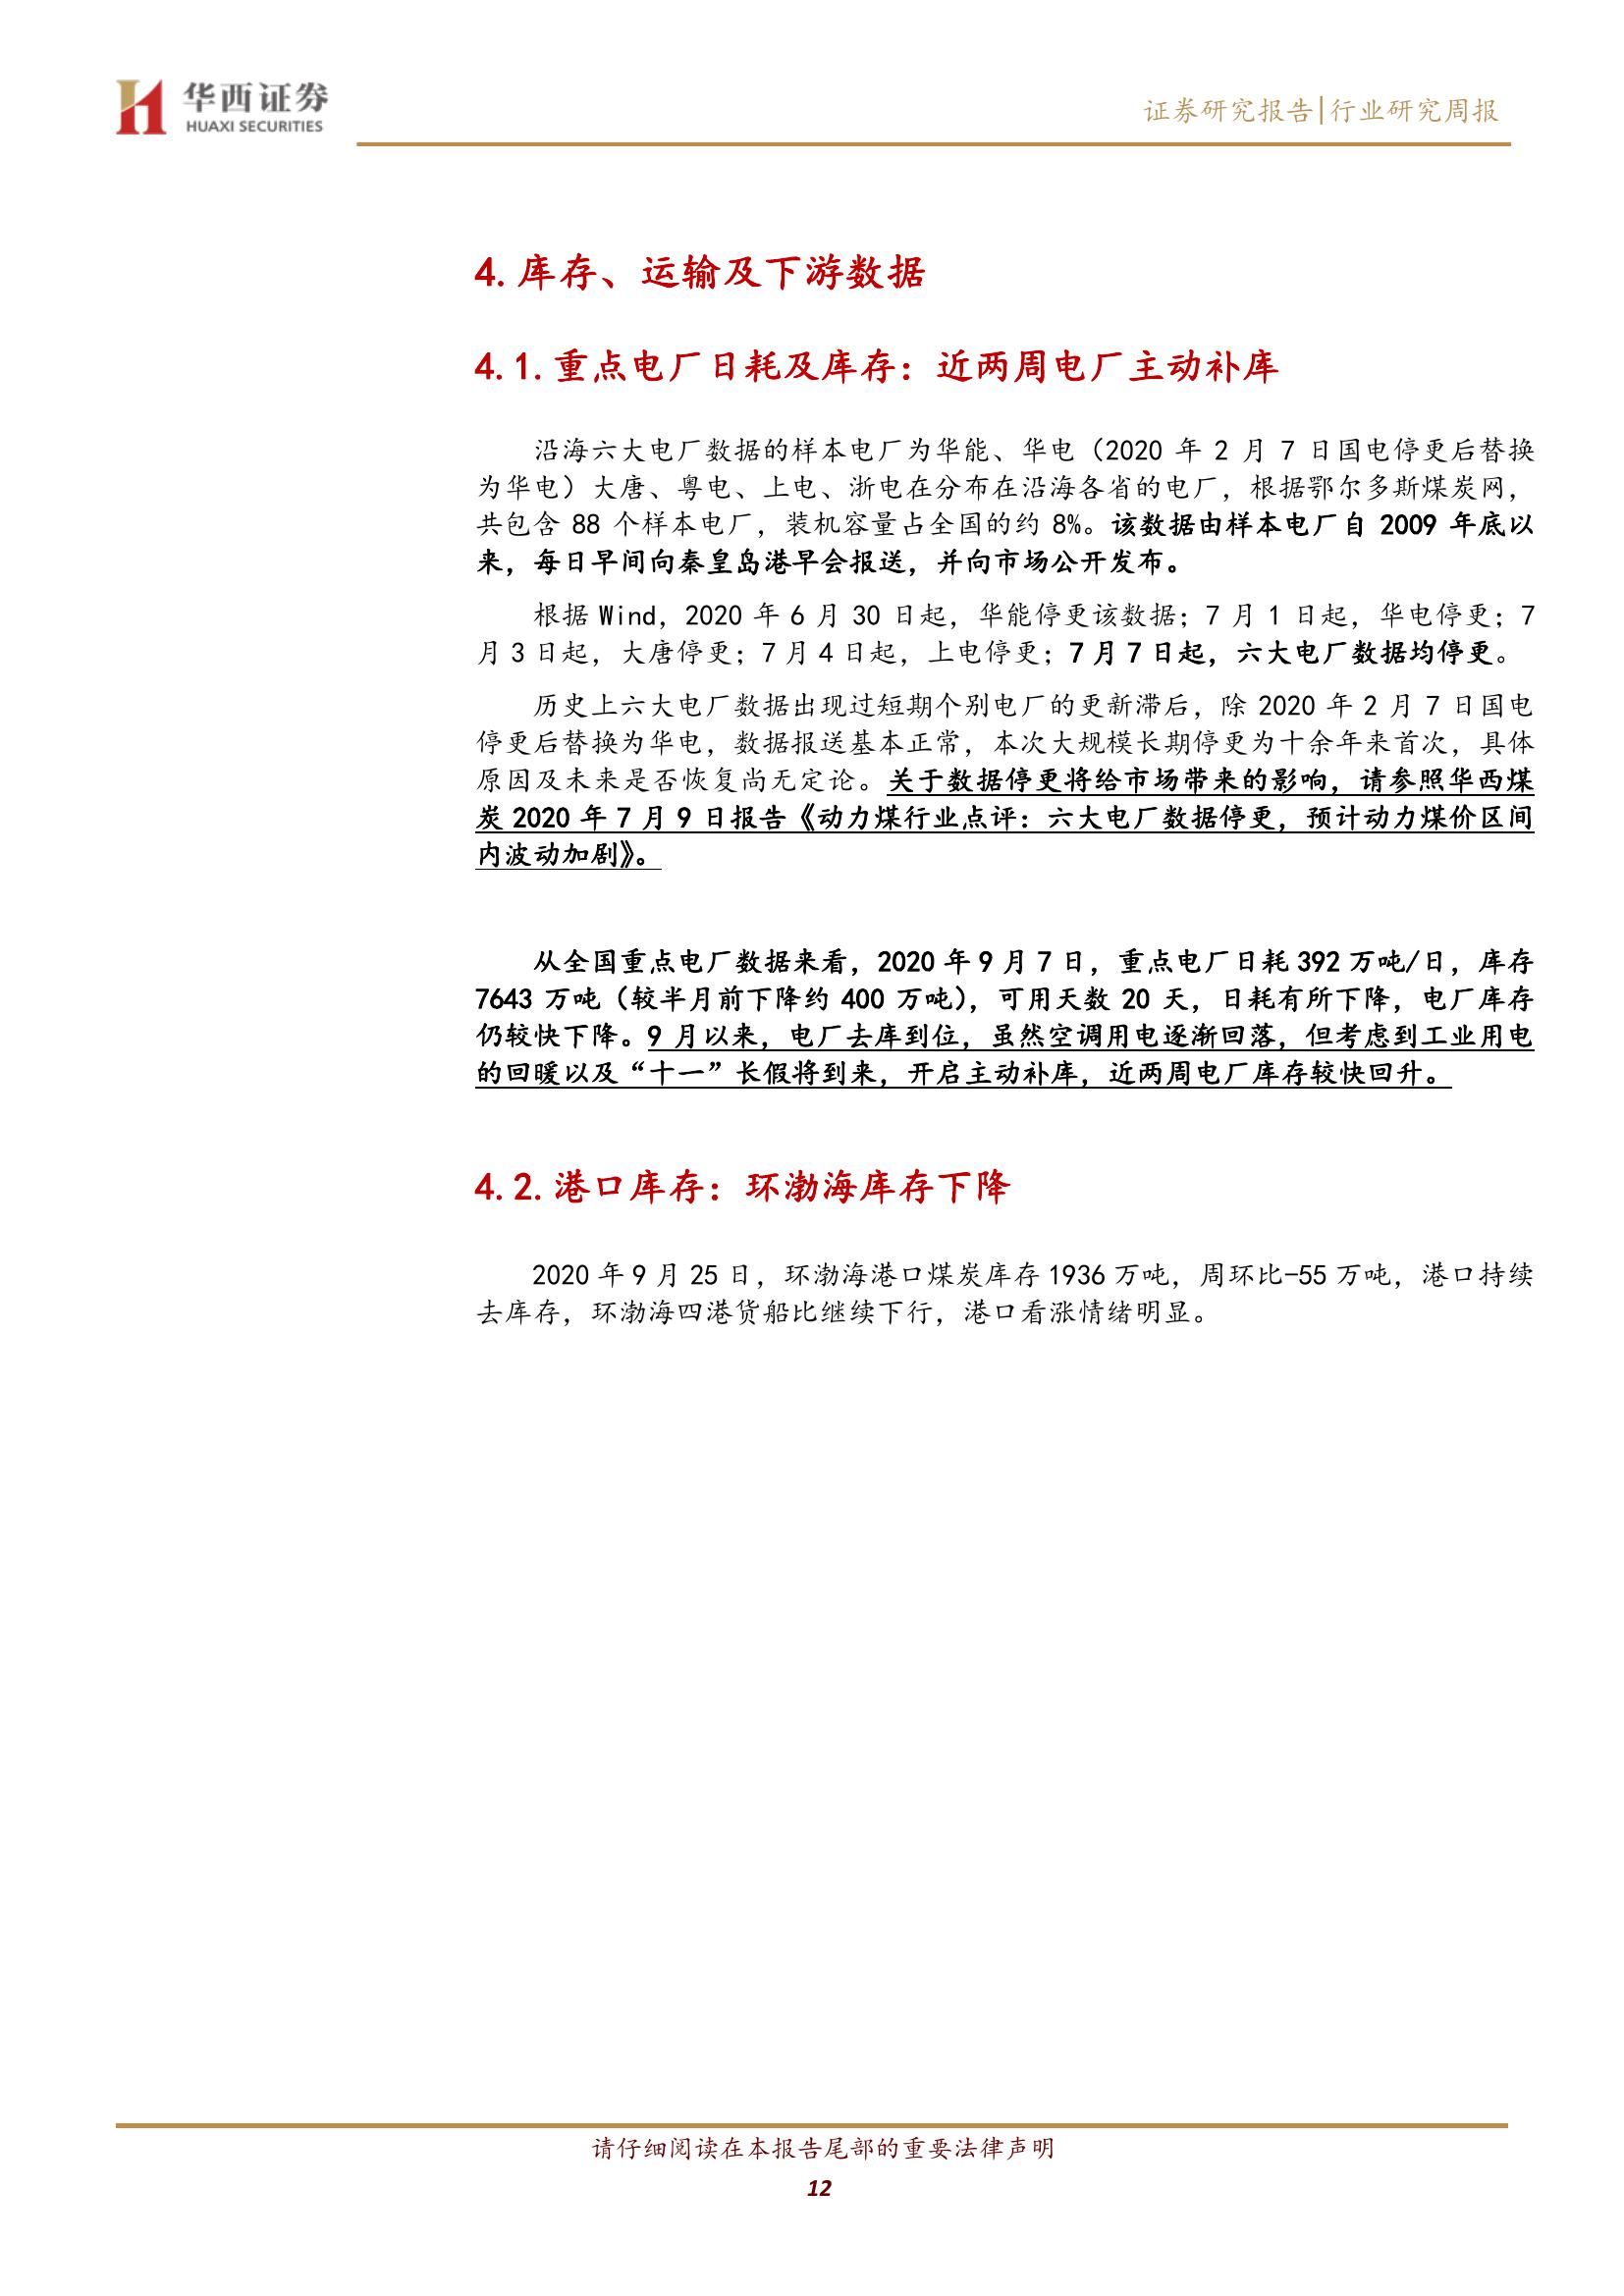 华西证券
HUAXI SECURITIES
证券研究报告|行业研究周报
4.库存、运输及下游数据
4.1.重点电厂日耗及库存：近两周电厂主动补库
沿海六大电厂数据的样本电厂为华能、华电（2020 年 2 月 7 日国电停更后替换
为华电）大唐、粤电、上电、浙电在分布在沿海各省的电厂，根据鄂尔多斯煤炭网，
共包含 88 个样本电厂，装机容量占全国的约 8%。该数据由样本电厂自 2009 年底以
来，每日早间向秦皇岛港早会报送，并向市场公开发布。
根据 Wind，2020 年 6 月 30 日起，华能停更该数据；7 月 1 日起，华电停更；7
月 3 日起，大唐停更；7 月 4 日起，上电停更；7 月 7 日起，六大电厂数据均停更。
历史上六大电厂数据出现过短期个别电厂的更新滞后，除 2020 年 2 月 7 日国电
停更后替换为华电，数据报送基本正常，本次大规模长期停更为十余年来首次，具体
原因及未来是否恢复尚无定论。关于数据停更将给市场带来的影响，请参照华西煤
炭 2020 年 7 月 9 日报告《动力煤行业点评：六大电厂数据停更，预计动力煤价区间
内波动加剧》。
从全国重点电厂数据来看，2020 年 9 月 7 日，重点电厂日耗 392 万吨/日，库存
7643 万吨（较半月前下降约 400 万吨），可用天数 20 天，日耗有所下降，电厂库存
仍较快下降。9 月以来，电厂去库到位，虽然空调用电逐渐回落，但考虑到工业用电
的回暖以及“十一”长假将到来，开启主动补库，近两周电厂库存较快回升。
4.2.港口库存：环渤海库存下降
2020 年 9 月 25 日，环渤海港口煤炭库存 1936 万吨，周环比-55 万吨，港口持续
去库存，环渤海四港货船比继续下行，港口看涨情绪明显。
请仔细阅读在本报告尾部的重要法律声明
12